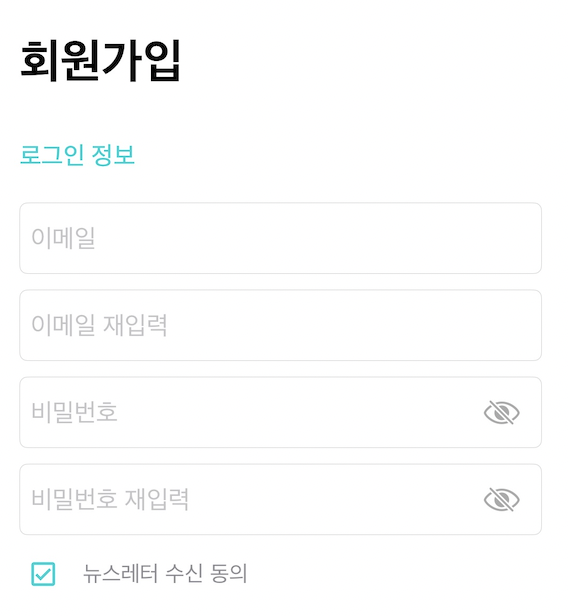 회원가입
로그인 정보
이메일
이메일 재입력
비밀번호
비밀번호 재입력
뉴스레터 수신 동의